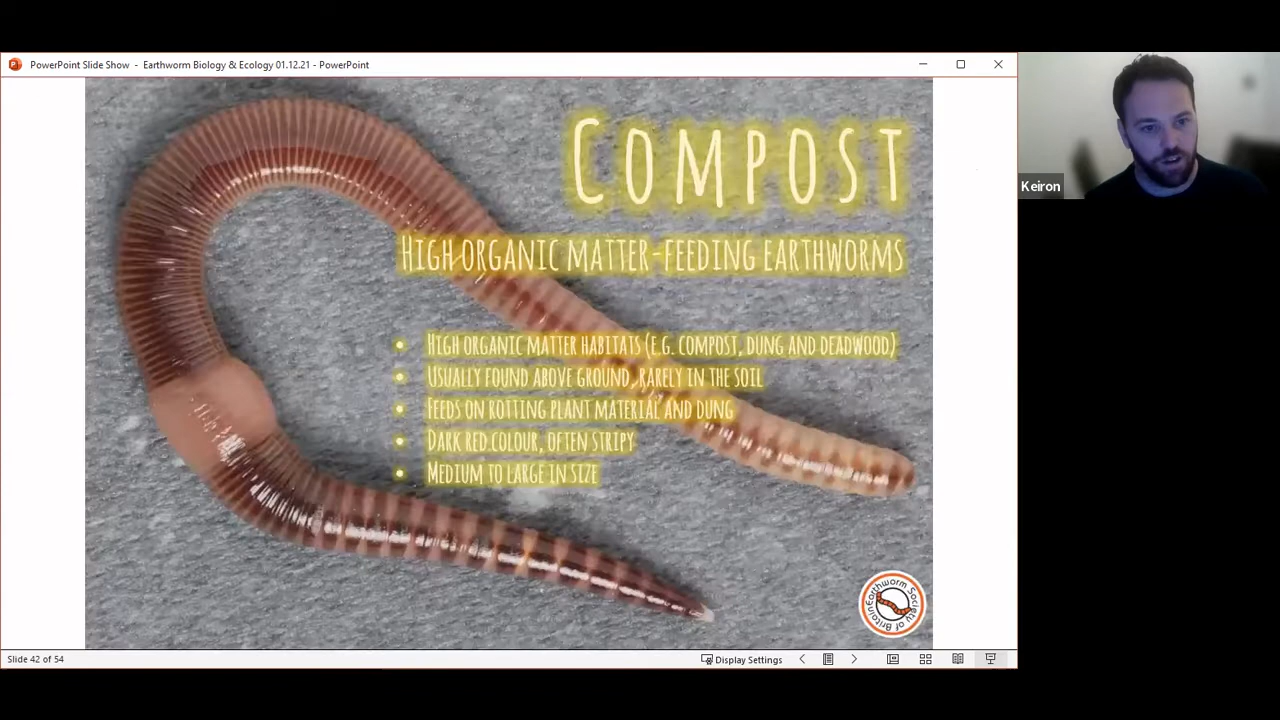 PowerPoint Slide Show - Earthworm Biology & Ecology 01.12.21 - PowerPoint
COMPOST
HIGH ORGANIC MATTER-FEEDING EARTHWORMS
HIGH ORGANIC MATTER HABITATS (E.G. COMPOST, DUNG AND DEADWOOD)
USUALLY FOUND ABOVE GROUND, RARELY IN THE SOIL
FEEDS ON ROTTING PLANT MATERIAL AND DUNG
DARK RED COLOUR, OFTEN STRIPY
MEDIUM TO LARGE IN SIZE
Earthworm Society of Britain
Slide 42 of 54
Display Settings
Keiron